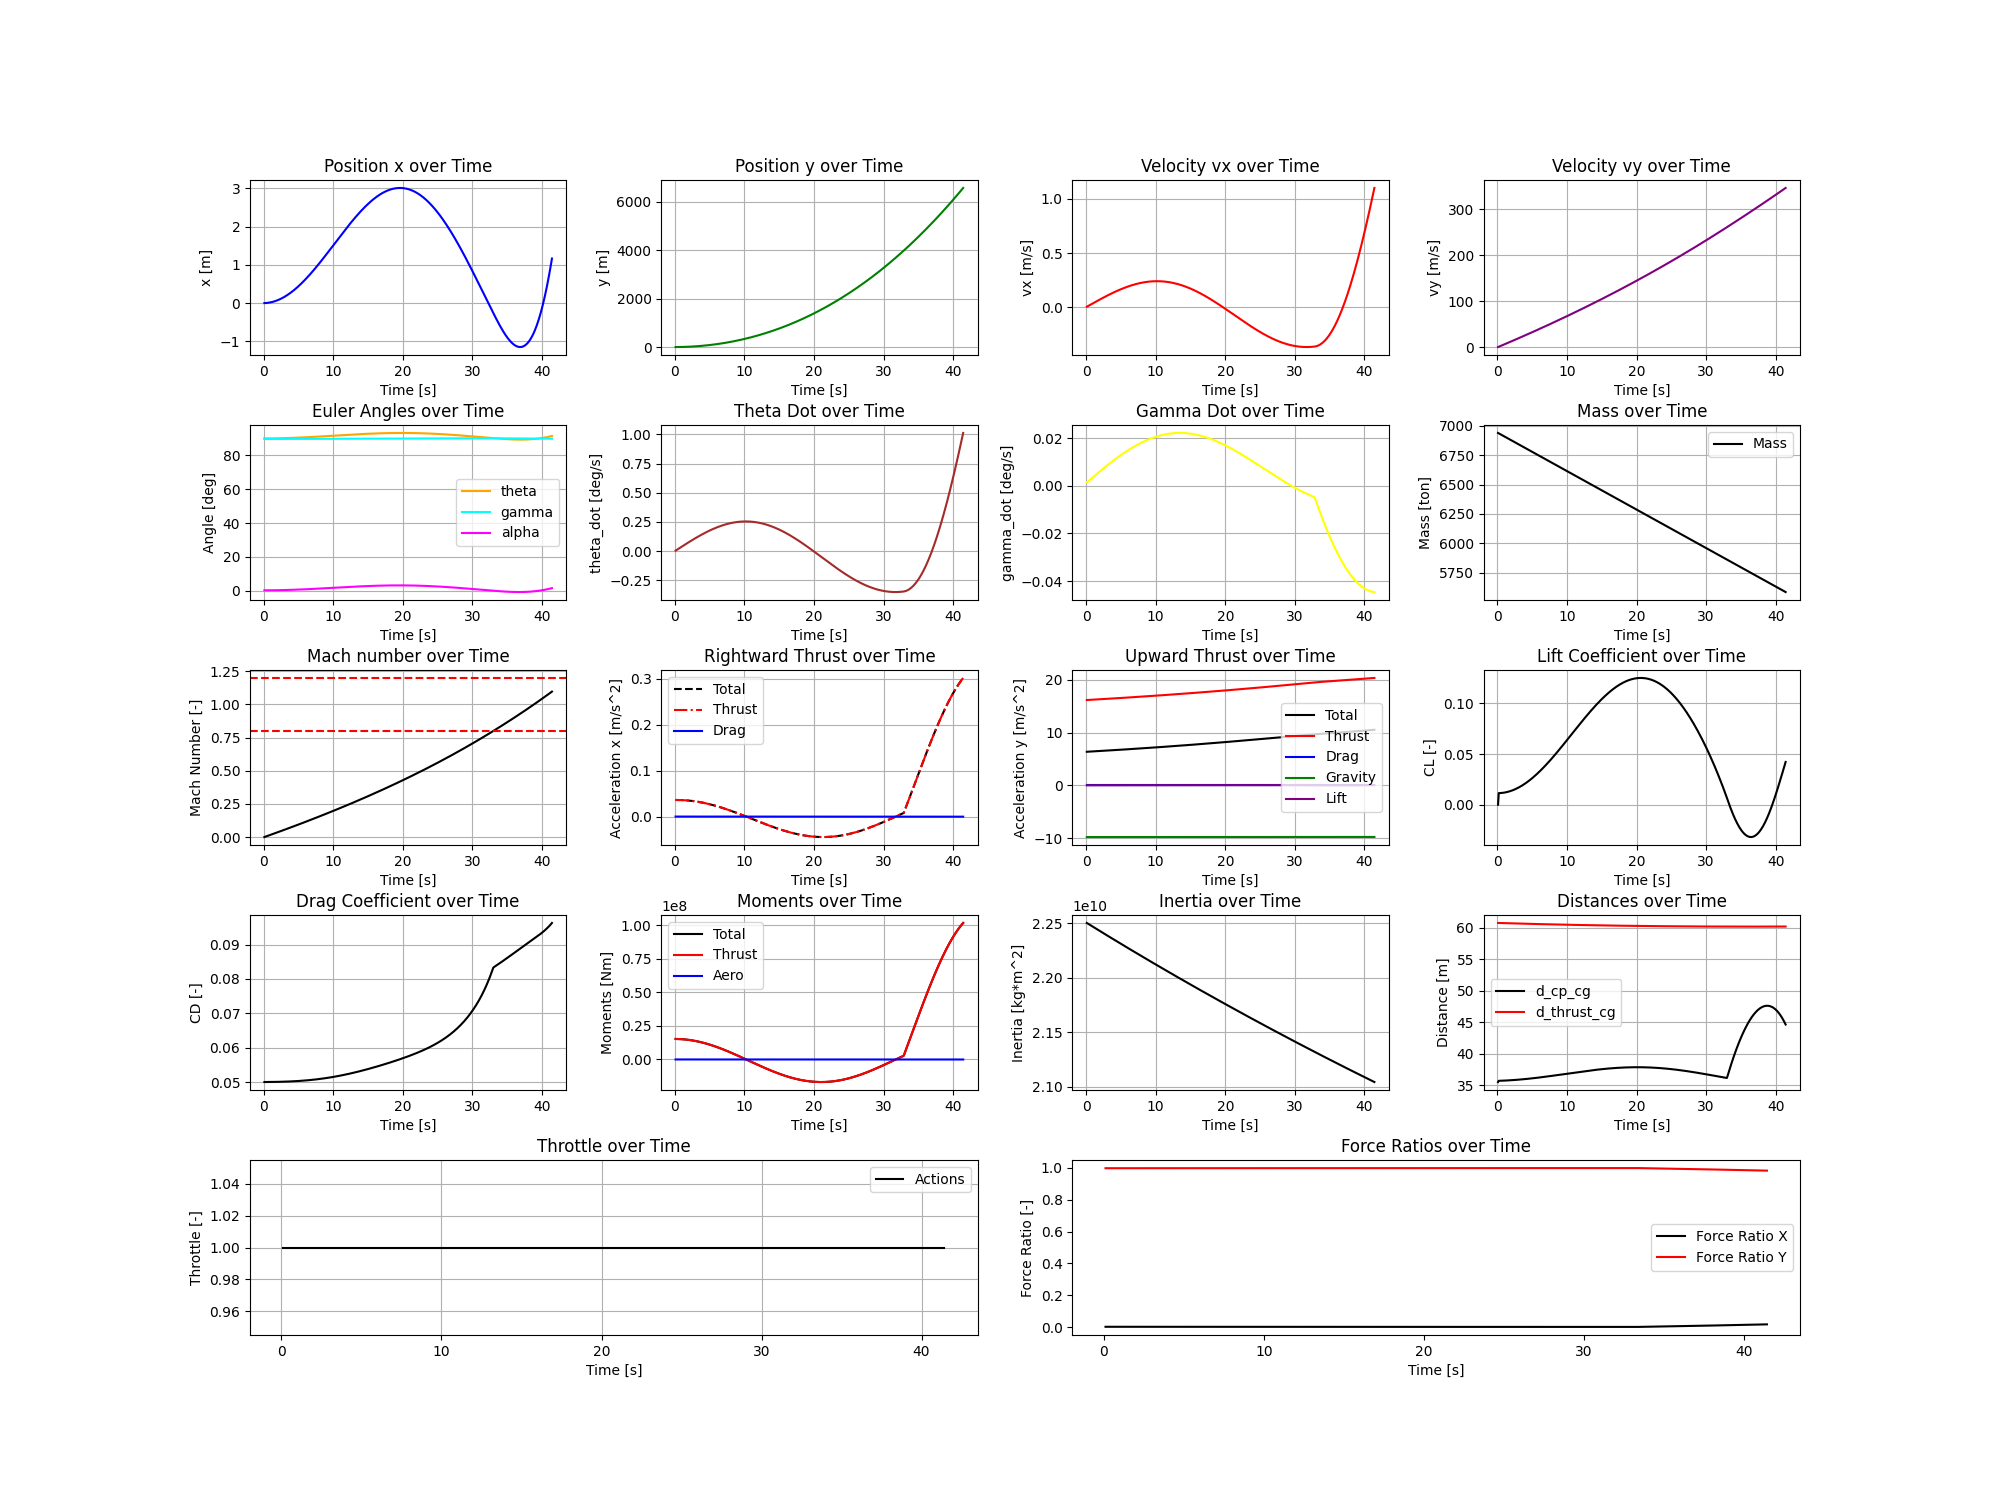 Position x over Time
x [m]
3
2
1
0
−1
0 10 20 30 40
Time [s]
Position y over Time
y [m]
6000
4000
2000
0
0 10 20 30 40
Time [s]
Velocity vx over Time
vx [m/s]
1.0
0.5
0.0
0 10 20 30 40
Time [s]
Velocity vy over Time
vy [m/s]
300
200
100
0
0 10 20 30 40
Time [s]
Euler Angles over Time
Angle [deg]
80
60
40
20
0
theta
gamma
alpha
0 10 20 30 40
Time [s]
Theta Dot over Time
theta_dot [deg/s]
1.00
0.75
0.50
0.25
0.00
−0.25
0 10 20 30 40
Time [s]
Gamma Dot over Time
gamma_dot [deg/s]
0.02
0.00
−0.02
−0.04
0 10 20 30 40
Time [s]
Mass over Time
Mass [ton]
7000
6750
6500
6250
6000
5750
Mass
0 10 20 30 40
Time [s]
Mach number over Time
Mach Number [-]
1.25
1.00
0.75
0.50
0.25
0.00
0 10 20 30 40
Time [s]
Rightward Thrust over Time
Acceleration x [m/s^2]
0.3
0.2
0.1
0.0
Total
Thrust
Drag
0 10 20 30 40
Time [s]
Upward Thrust over Time
Acceleration y [m/s^2]
20
10
0
−10
Total
Thrust
Drag
Gravity
Lift
0 10 20 30 40
Time [s]
Lift Coefficient over Time
CL [-]
0.10
0.05
0.00
0 10 20 30 40
Time [s]
Drag Coefficient over Time
CD [-]
0.09
0.08
0.07
0.06
0.05
0 10 20 30 40
Time [s]
Moments over Time
1e8
Moments [Nm]
1.00
0.75
0.50
0.25
0.00
Total
Thrust
Aero
0 10 20 30 40
Time [s]
Inertia over Time
1e10
Inertia [kg*m^2]
2.25
2.20
2.15
2.10
0 10 20 30 40
Time [s]
Distances over Time
Distance [m]
60
55
50
45
40
35
d_cp_cg
d_thrust_cg
0 10 20 30 40
Time [s]
Throttle over Time
Throttle [-]
1.04
1.02
1.00
0.98
0.96
Actions
0 10 20 30 40
Time [s]
Force Ratios over Time
Force Ratio [-]
1.0
0.8
0.6
0.4
0.2
0.0
Force Ratio X
Force Ratio Y
0 10 20 30 40
Time [s]